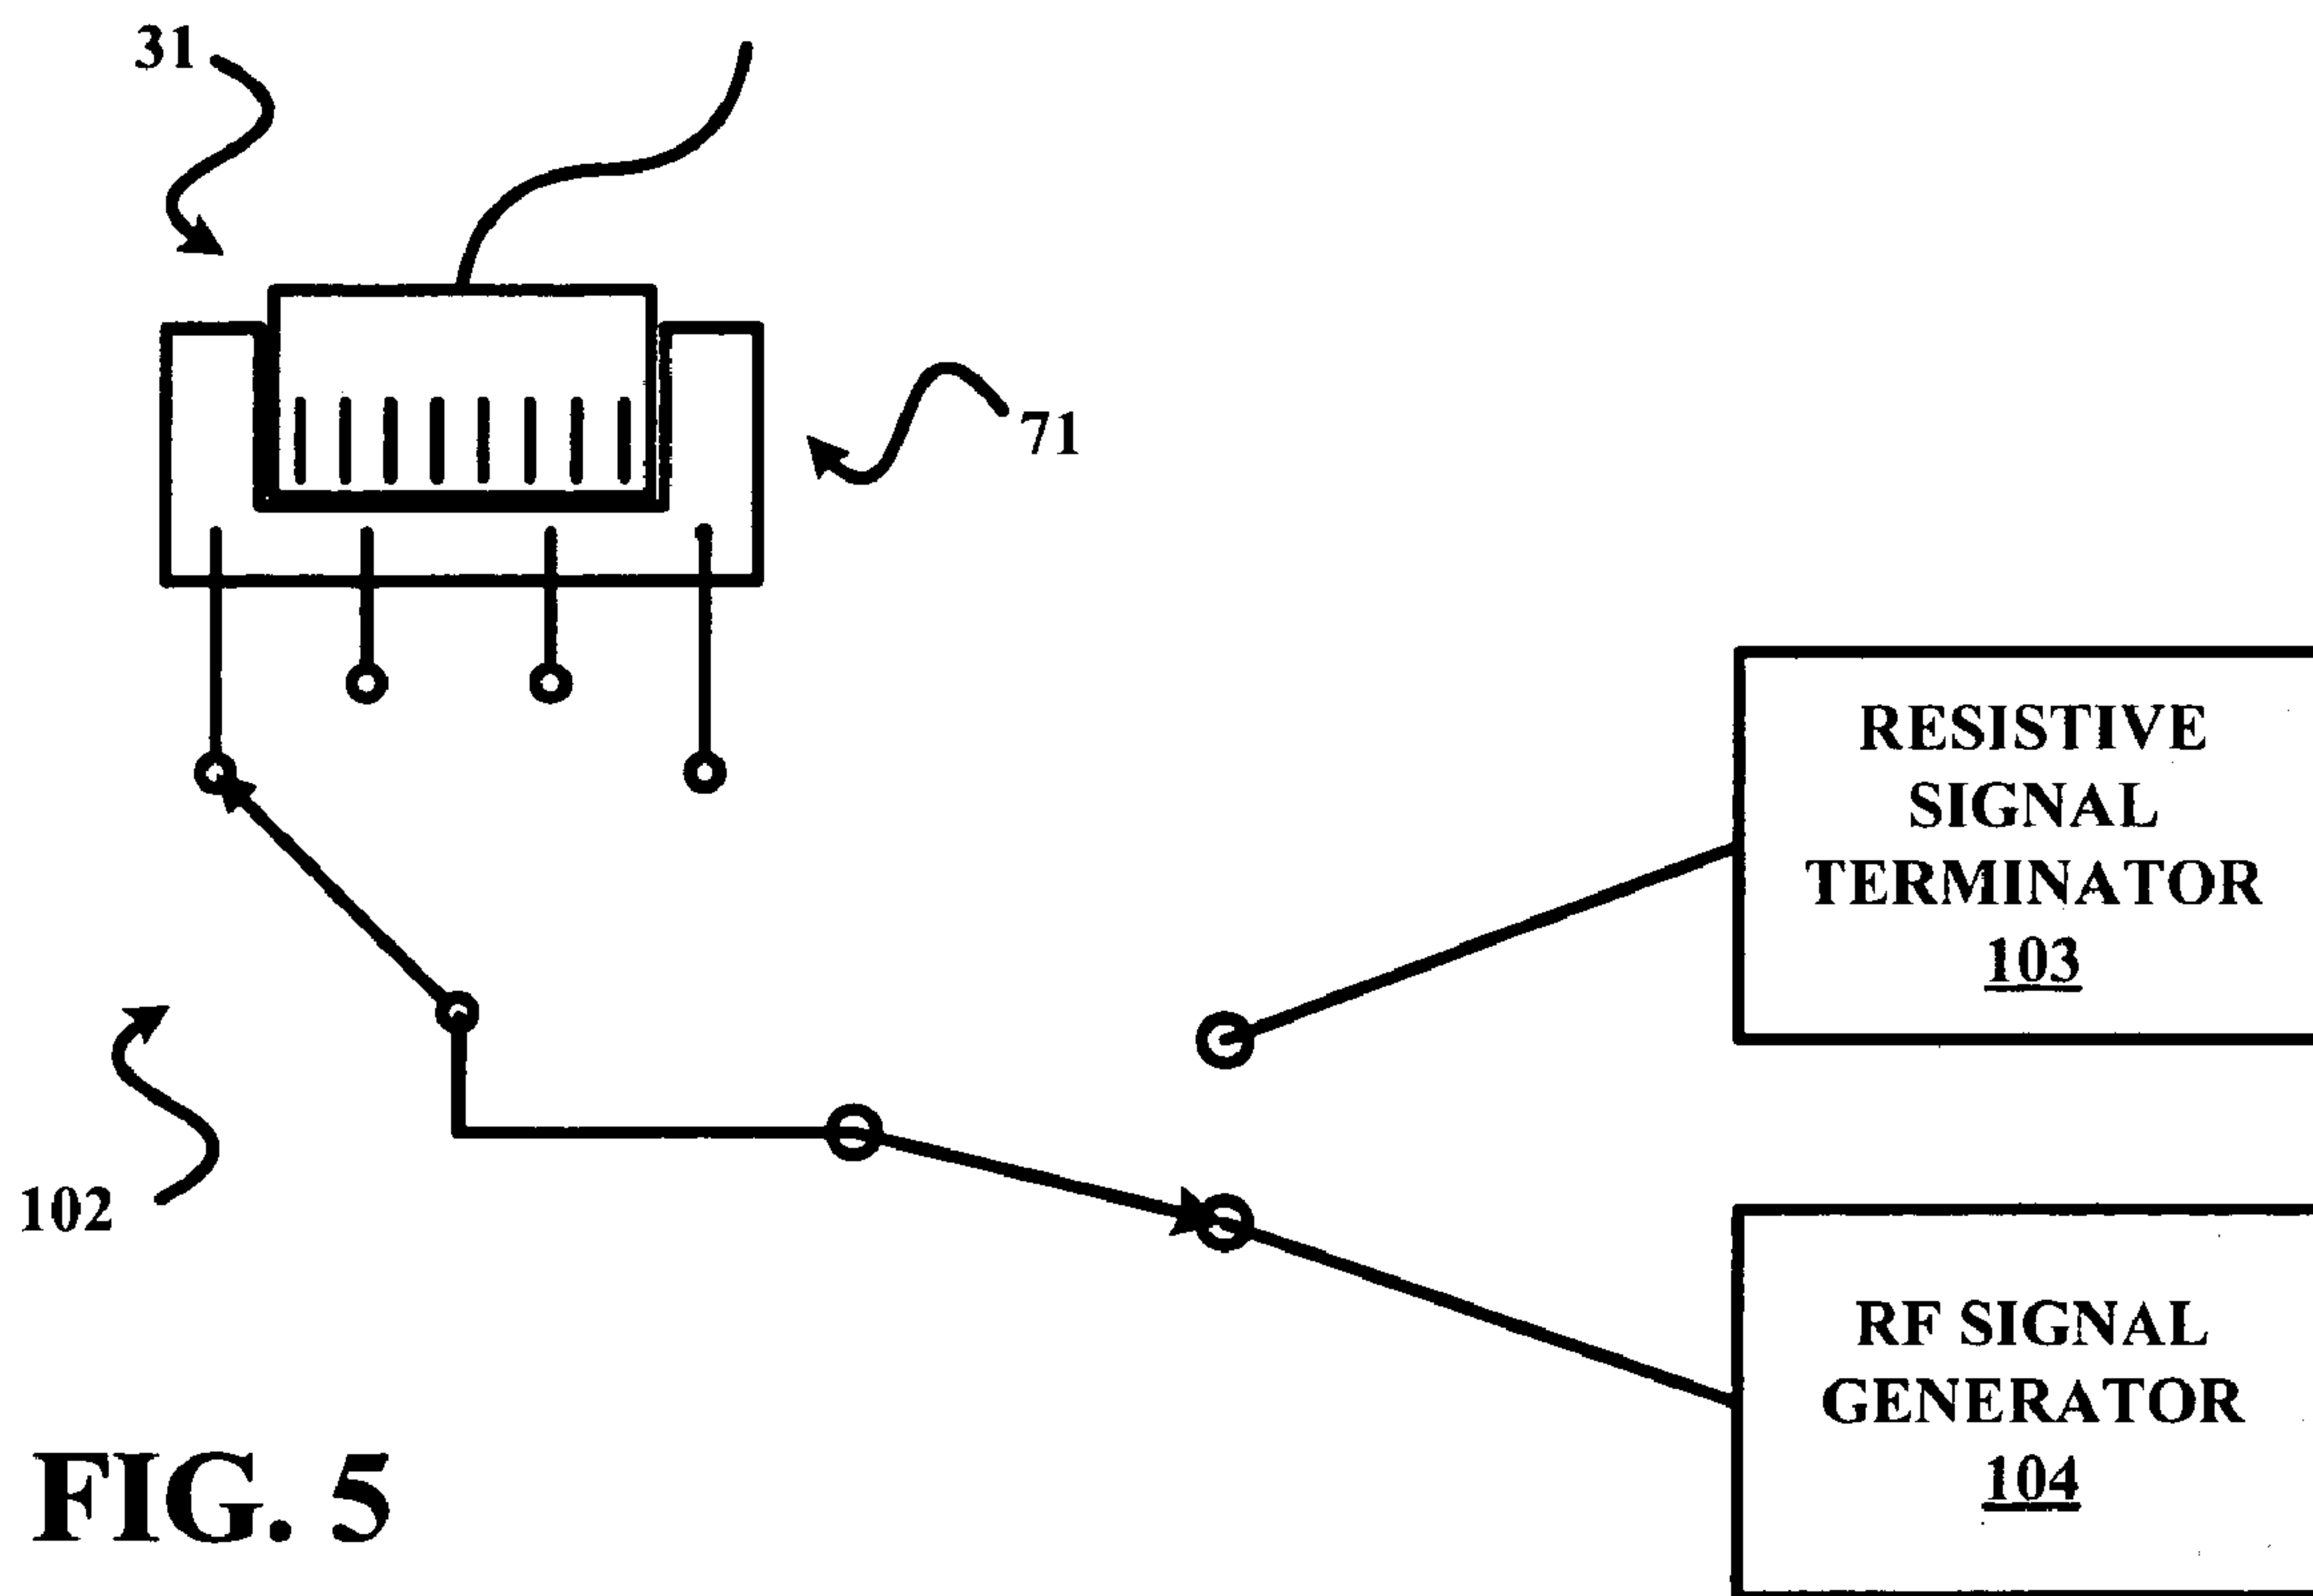 31
71
RESISTIVE
SIGNAL
TERMINATOR
103
102
RF SIGNAL
GENERATOR
104
FIG. 5